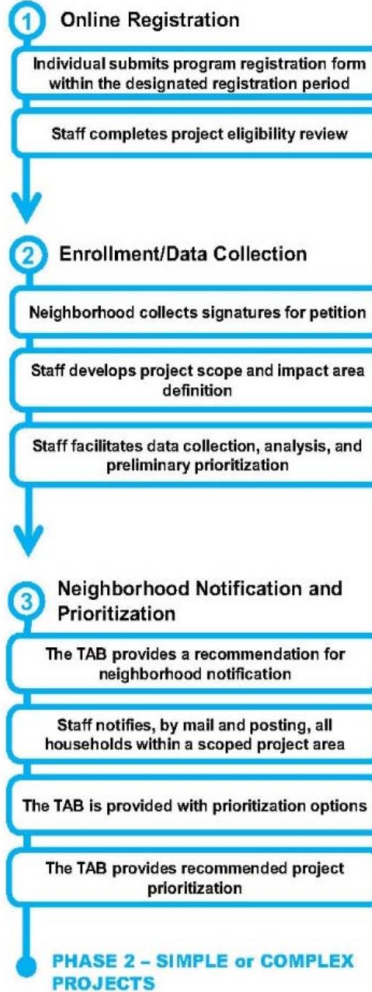 1 Online Registration
Individual submits program registration form
within the designated registration period
Staff completes project eligibility review
2 Enrollment/Data Collection
Neighborhood collects signatures for petition
Staff develops project scope and impact area
definition
Staff facilitates data collection, analysis, and
preliminary prioritization
3 Neighborhood Notification and
Prioritization
The TAB provides a recommendation for
neighborhood notification
Staff notifies, by mail and posting, all
households within a scoped project area
The TAB is provided with prioritization options
The TAB provides recommended project
prioritization
PHASE 2 – SIMPLE or COMPLEX
PROJECTS